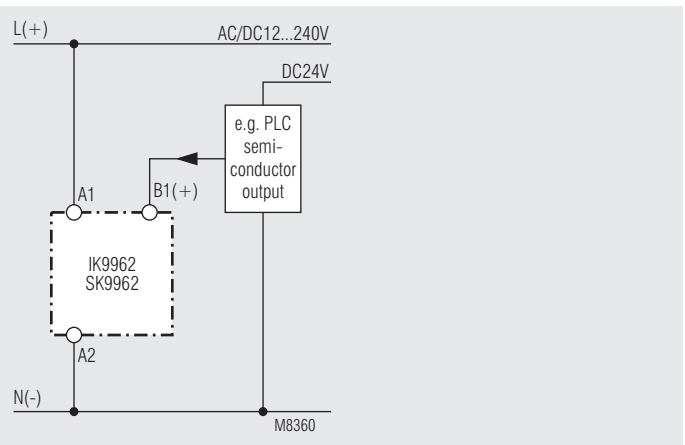 L(+)
AC/DC12...240V
DC24V
e.g. PLC
semi-
conductor
output
A1
B1(+)
IK9962
SK9962
A2
N(-)
M8360